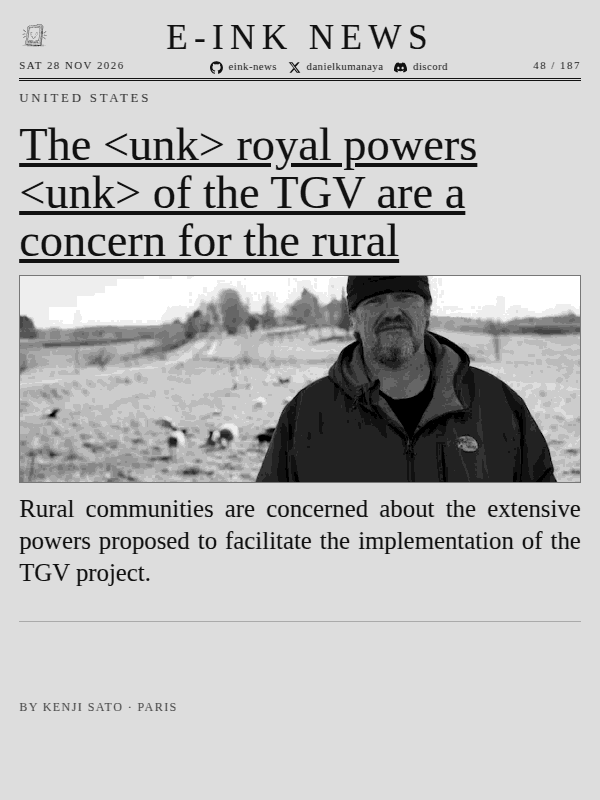 E-INK NEWS
SAT 28 NOV 2026
eink-news
danielkumanaya
discord
48 / 187
UNITED STATES
The <unk> royal powers
<unk> of the TGV are a
concern for the rural
Rural communities are concerned about the extensive
powers proposed to facilitate the implementation of the
TGV project.
BY KENJI SATO · PARIS